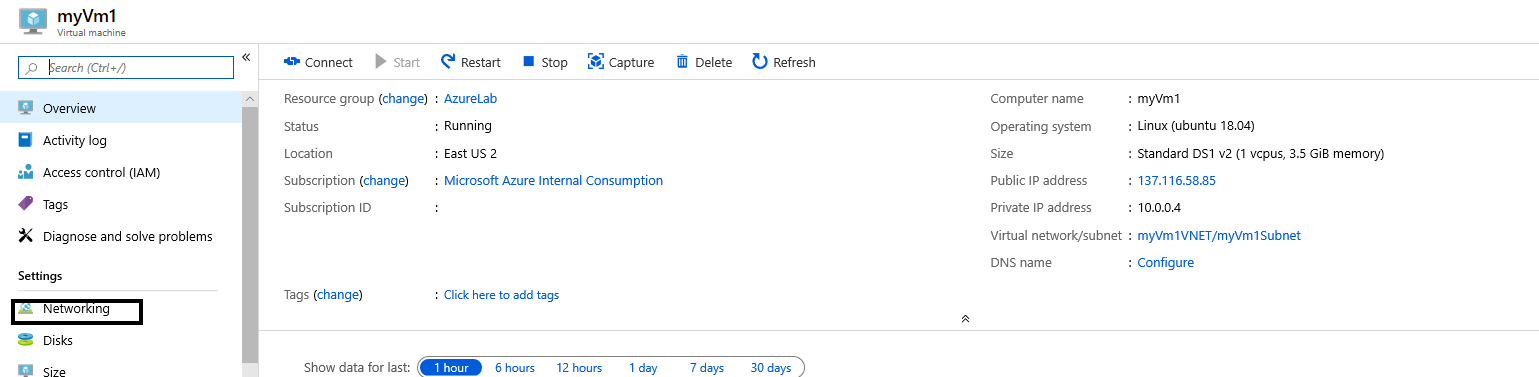 myVm1
Virtual machine
Search (Ctrl+/)
«
Overview
Activity log
Access control (IAM)
Tags
Diagnose and solve problems
Settings
Networking
Disks
Size
Connect Start Restart Stop Capture Delete Refresh
Resource group (change) : AzureLab
Status : Running
Location : East US 2
Subscription (change) : Microsoft Azure Internal Consumption
Subscription ID :
Tags (change) : Click here to add tags
Computer name : myVm1
Operating system : Linux (ubuntu 18.04)
Size : Standard DS1 v2 (1 vcpus, 3.5 GiB memory)
Public IP address : 137.116.58.85
Private IP address : 10.0.0.4
Virtual network/subnet : myVm1VNET/myVm1Subnet
DNS name : Configure
Show data for last: 1 hour 6 hours 12 hours 1 day 7 days 30 days